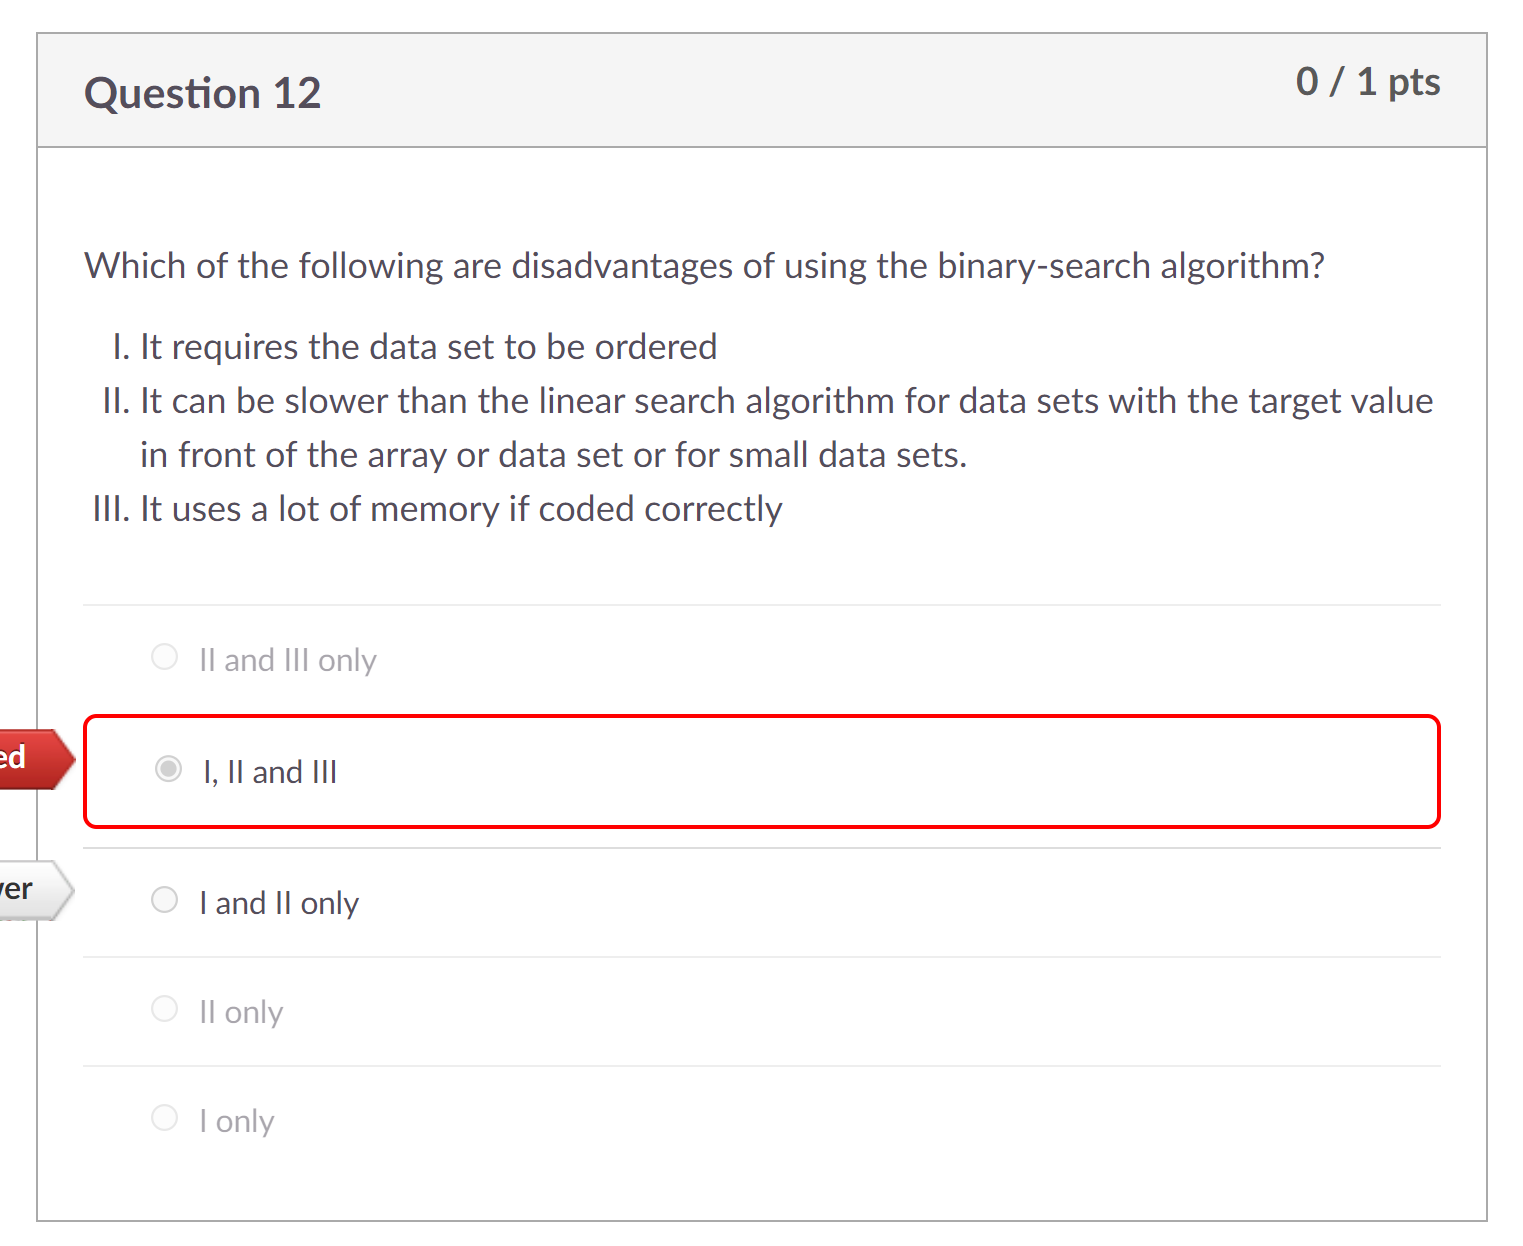 Question 12
0 / 1 pts
Which of the following are disadvantages of using the binary-search algorithm?
I. It requires the data set to be ordered
II. It can be slower than the linear search algorithm for data sets with the target value
in front of the array or data set or for small data sets.
III. It uses a lot of memory if coded correctly
II and III only
ed
I, II and III
ver
I and II only
II only
I only